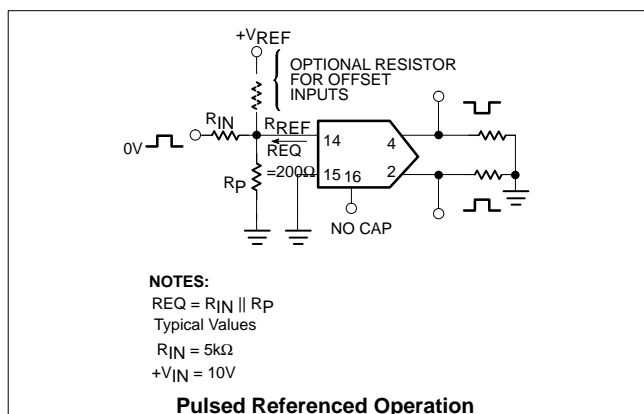 +VREF
OPTIONAL RESISTOR
FOR OFFSET
INPUTS
RIN
RREF
0V
14
4
REQ
=200Ω
15
16
2
RP
NO CAP
NOTES:
REQ = RIN || RP
Typical Values
RIN = 5kΩ
+VIN = 10V
Pulsed Referenced Operation